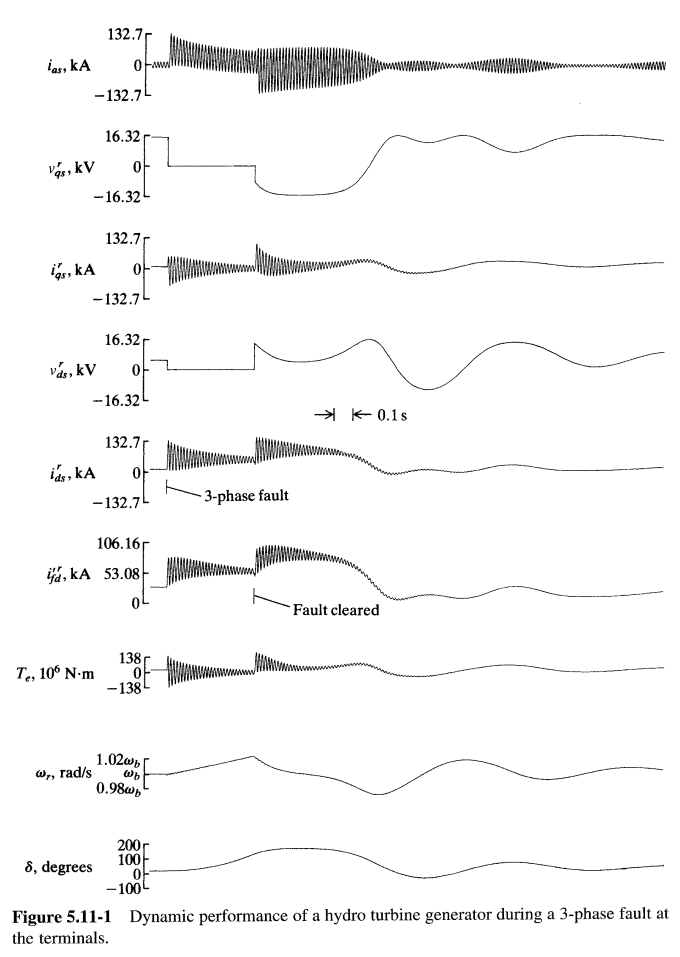 132.7
i_as, kA 0
−132.7
16.32
v^r_qs, kV 0
−16.32
132.7
i^r_qs, kA 0
−132.7
16.32
v^r_ds, kV 0
−16.32
0.1 s
132.7
i^r_ds, kA 0
3-phase fault
−132.7
106.16
i'^r_fd, kA 53.08
0
Fault cleared
138
T_e, 10^6 N·m 0
−138
1.02ω_b
ω_r, rad/s ω_b
0.98ω_b
200
100
δ, degrees 0
−100
Figure 5.11-1 Dynamic performance of a hydro turbine generator during a 3-phase fault at
the terminals.